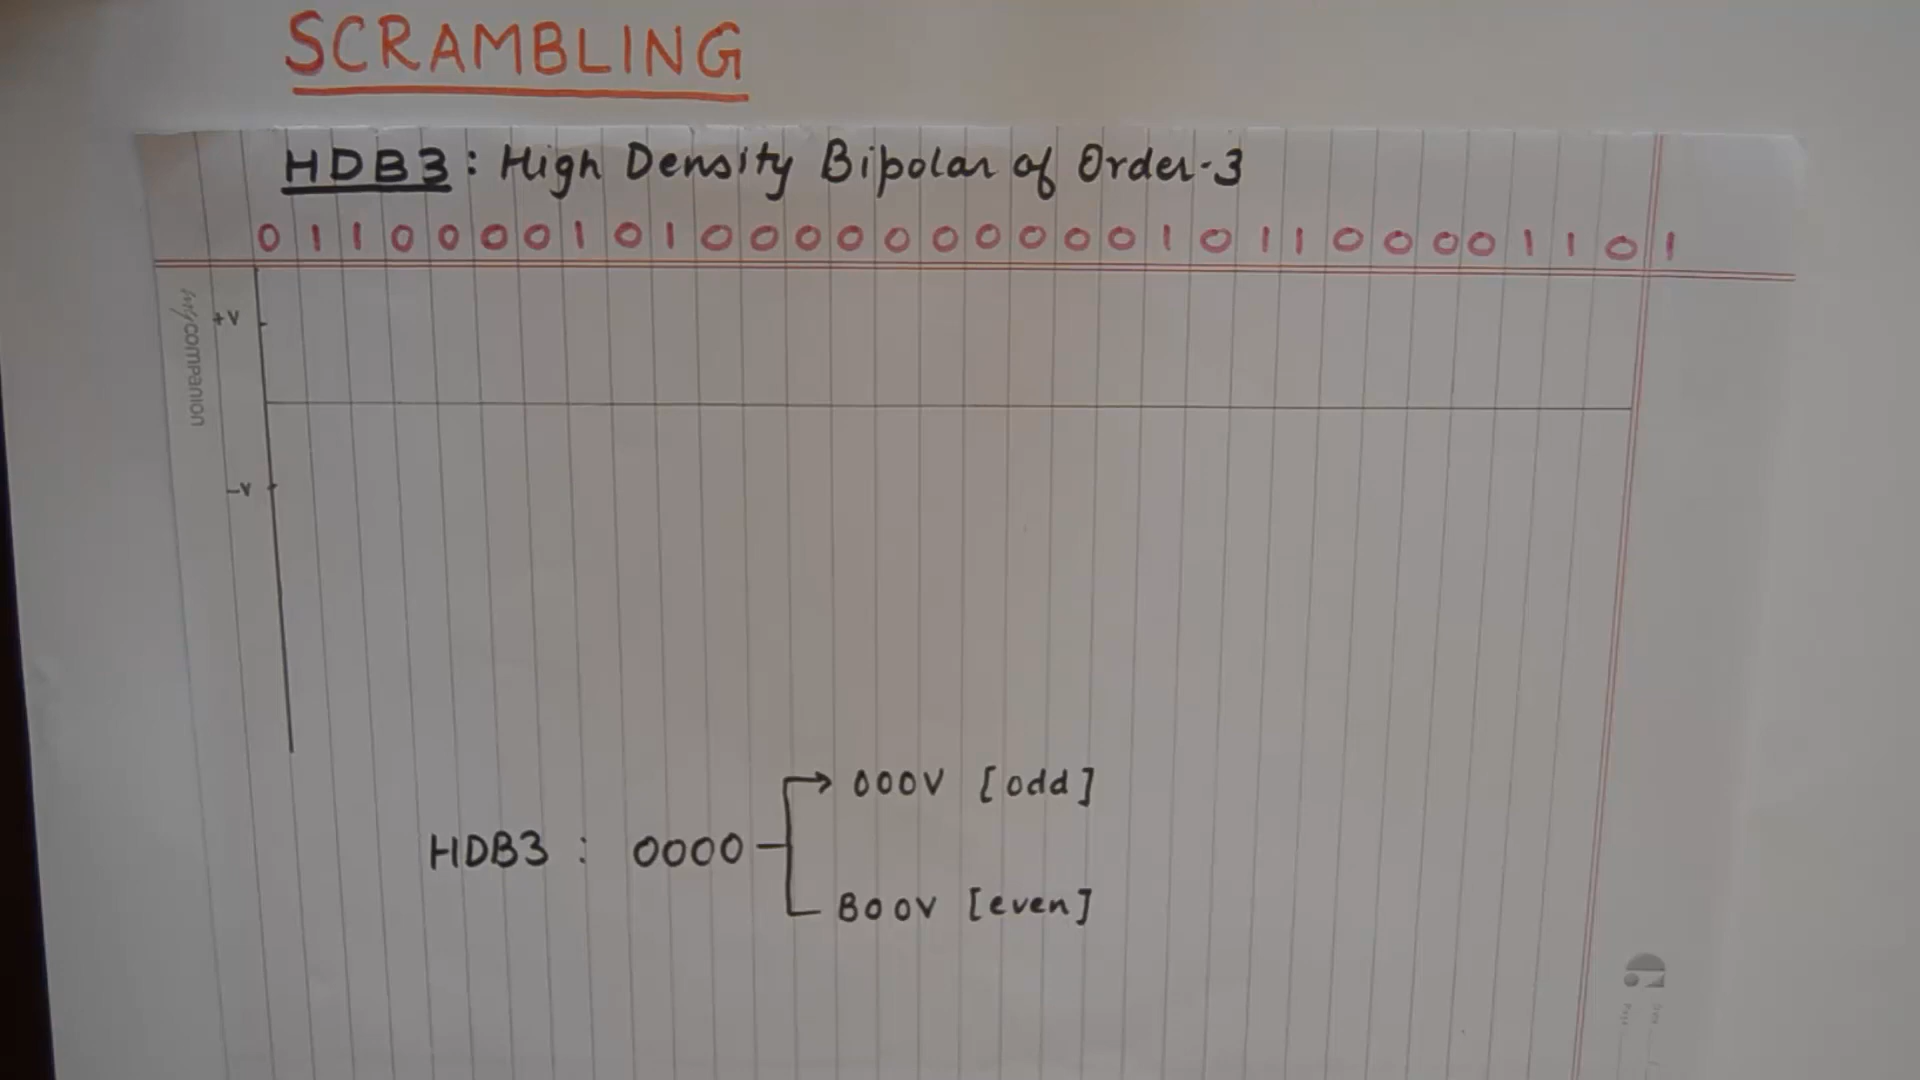 SCRAMBLING
HDB3 : High Density Bipolar of Order-3
0 1 1 0 0 0 0 1 0 1 0 0 0 0 0 0 0 0 0 0 1 0 1 1 0 0 0 0 1 1 0 1
mycompanion
+V
-V
000V [odd]
HDB3 : 0000
B00V [even]